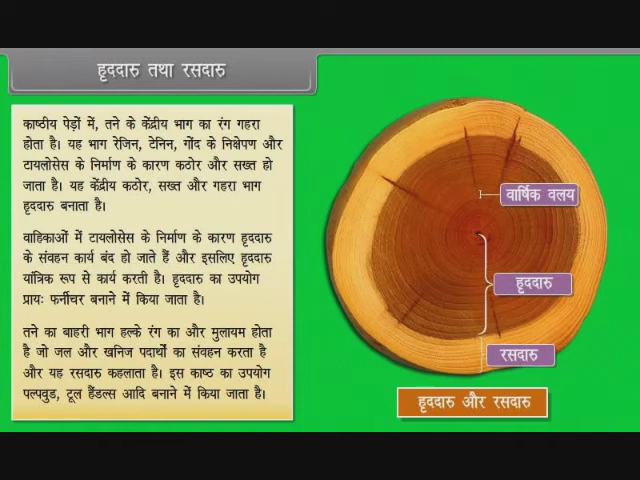 हृददारु तथा रसदारु
काष्ठीय पेड़ों में, तने के केंद्रीय भाग का रंग गहरा
होता है। यह भाग रेजिन, टेनिन, गोंद के निक्षेपण और
टायलोसेस के निर्माण के कारण कठोर और सख्त हो
जाता है। यह केंद्रीय कठोर, सख्त और गहरा भाग
हृददारु बनाता है।
वाहिकाओं में टायलोसेस के निर्माण के कारण हृददारु
के संवहन कार्य बंद हो जाते हैं और इसलिए हृददारु
यांत्रिक रूप से कार्य करती है। हृददारु का उपयोग
प्रायः फर्नीचर बनाने में किया जाता है।
तने का बाहरी भाग हल्के रंग का और मुलायम होता
है जो जल और खनिज पदार्थों का संवहन करता है
और यह रसदारु कहलाता है। इस काष्ठ का उपयोग
पल्पवुड, टूल हैंडल्स आदि बनाने में किया जाता है।
वार्षिक वलय
हृददारु
रसदारु
हृददारु और रसदारु